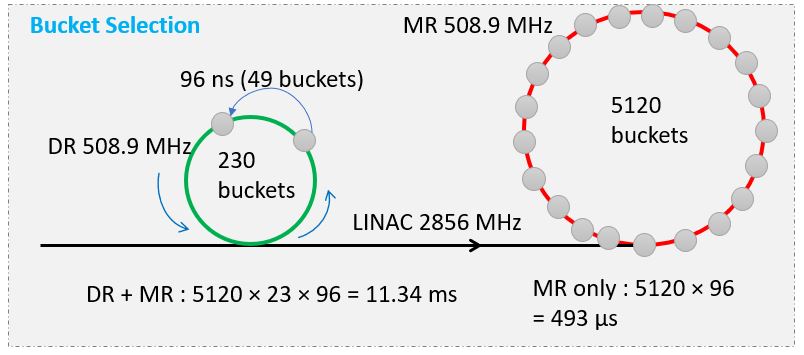 Bucket Selection
MR 508.9 MHz
96 ns (49 buckets)
5120
buckets
DR 508.9 MHz
230
buckets
LINAC 2856 MHz
DR + MR : 5120 × 23 × 96 = 11.34 ms
MR only : 5120 × 96
= 493 µs